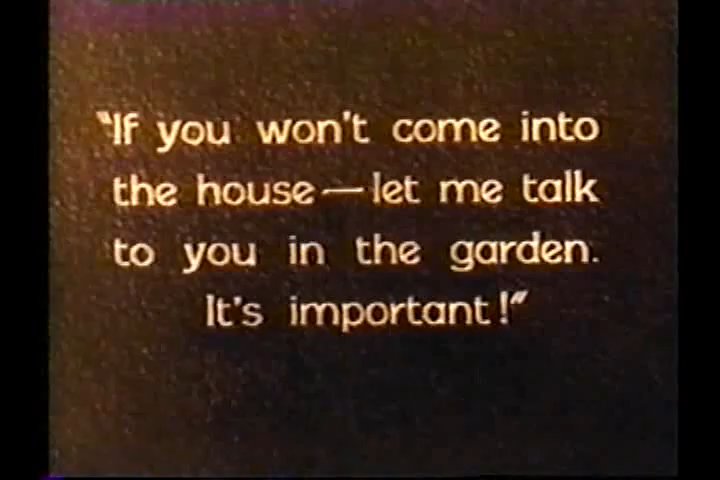 "If you won't come into
the house—let me talk
to you in the garden.
It's important!"